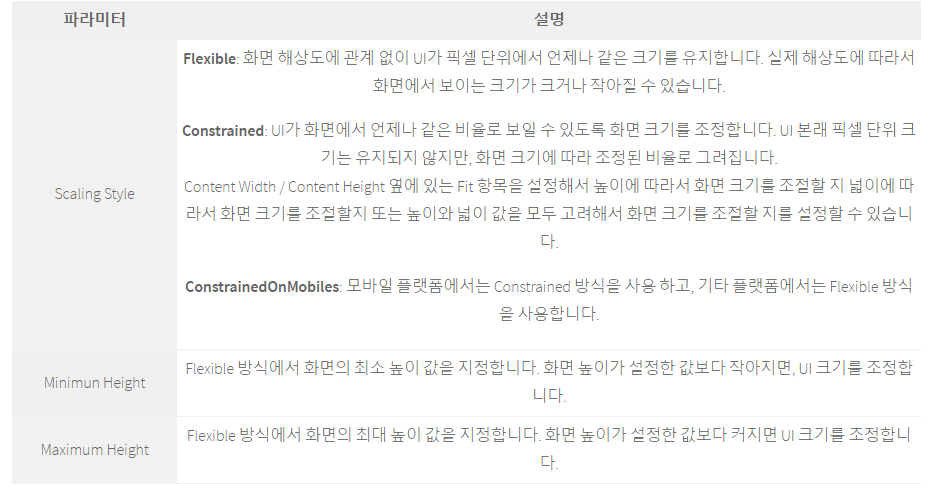 파라미터
설명
Scaling Style
Flexible: 화면 해상도에 관계 없이 UI가 픽셀 단위에서 언제나 같은 크기를 유지합니다. 실제 해상도에 따라서
화면에서 보이는 크기가 크거나 작아질 수 있습니다.
Constrained: UI가 화면에서 언제나 같은 비율로 보일 수 있도록 화면 크기를 조정합니다. UI 본래 픽셀 단위 크
기는 유지되지 않지만, 화면 크기에 따라 조정된 비율로 그려집니다.
Content Width / Content Height 옆에 있는 Fit 항목을 설정해서 높이에 따라서 화면 크기를 조절할 지 넓이에 따
라서 화면 크기를 조절할지 또는 높이와 넓이 값을 모두 고려해서 화면 크기를 조절할 지를 설정할 수 있습니
다.
ConstrainedOnMobiles: 모바일 플랫폼에서는 Constrained 방식을 사용 하고, 기타 플랫폼에서는 Flexible 방식
을 사용합니다.
Minimun Height
Flexible 방식에서 화면의 최소 높이 값을 지정합니다. 화면 높이가 설정한 값보다 작아지면, UI 크기를 조정합
니다.
Maximum Height
Flexible 방식에서 화면의 최대 높이 값을 지정합니다. 화면 높이가 설정한 값보다 커지면 UI 크기를 조정합니
다.